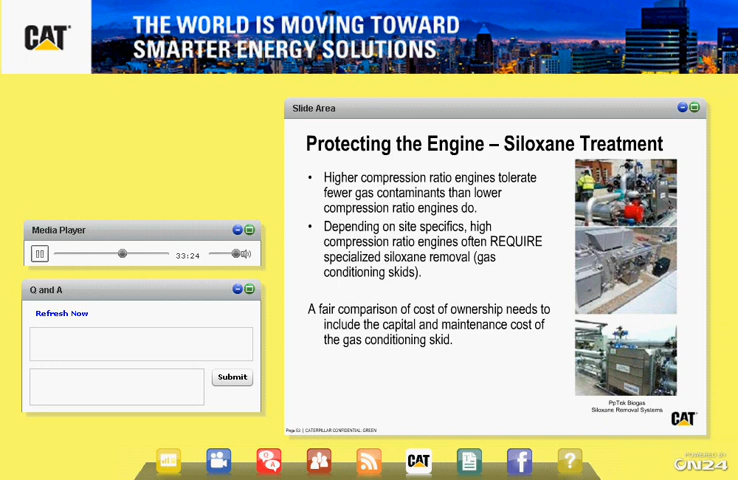 CAT
THE WORLD IS MOVING TOWARD
SMARTER ENERGY SOLUTIONS
Slide Area
Protecting the Engine – Siloxane Treatment
• Higher compression ratio engines tolerate
fewer gas contaminants than lower
compression ratio engines do.
• Depending on site specifics, high
compression ratio engines often REQUIRE
specialized siloxane removal (gas
conditioning skids).
A fair comparison of cost of ownership needs to
include the capital and maintenance cost of
the gas conditioning skid.
PpTek Biogas
Siloxane Removal Systems
CAT
CATERPILLAR CONFIDENTIAL: GREEN
Media Player
33:24
Q and A
Refresh Now
Submit
Q
A
CAT
f
?
POWERED BY
ON24